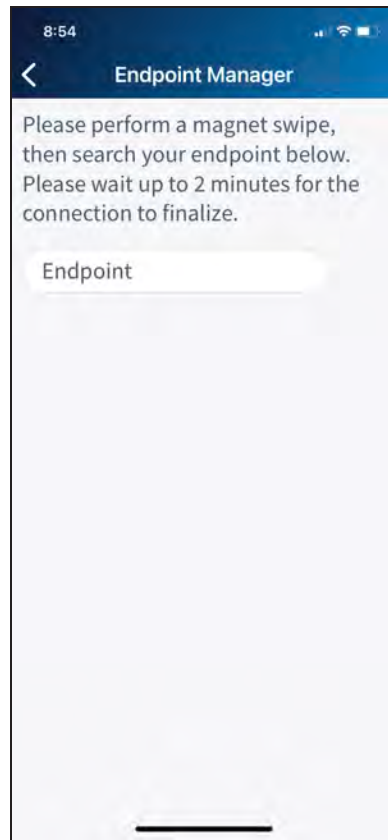 8:54
Endpoint Manager
Please perform a magnet swipe,
then search your endpoint below.
Please wait up to 2 minutes for the
connection to finalize.
Endpoint